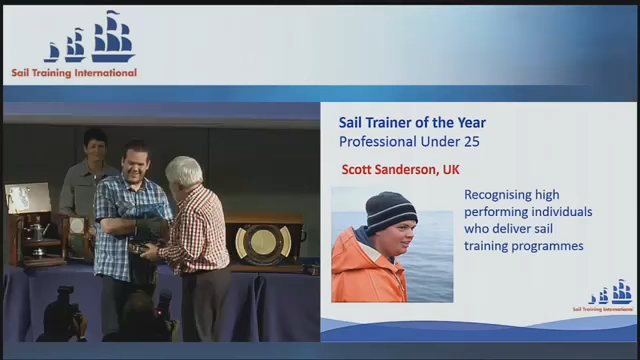 Sail Training International
Sail Trainer of the Year
Professional Under 25
Scott Sanderson, UK
Recognising high
performing individuals
who deliver sail
training programmes
Sail Training International